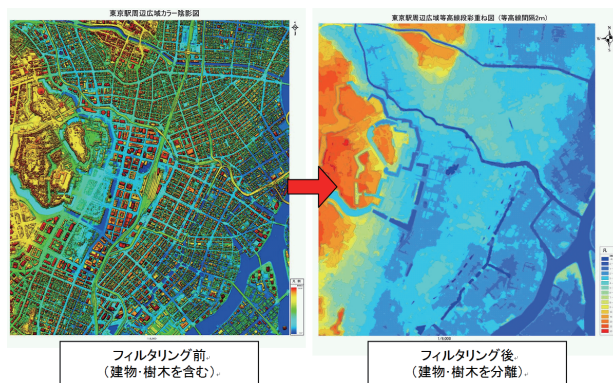 東京駅周辺広域カラー陰影図
東京駅周辺広域等高線段彩重ね図 (等高線間隔2m)
フィルタリング前
(建物・樹木を含む)
フィルタリング後
(建物・樹木を分離)